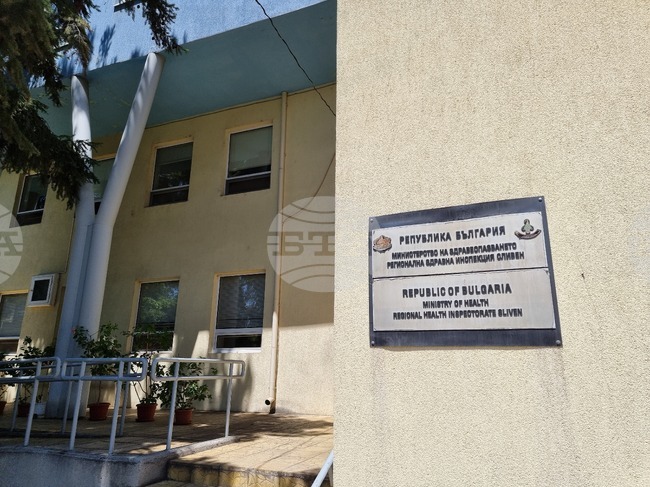 РЕПУБЛИКА БЪЛГАРИЯ
МИНИСТЕРСТВО НА ЗДРАВЕОПАЗВАНЕТО
РЕГИОНАЛНА ЗДРАВНА ИНСПЕКЦИЯ СЛИВЕН
REPUBLIC OF BULGARIA
MINISTRY OF HEALTH
REGIONAL HEALTH INSPECTORATE SLIVEN
БТА